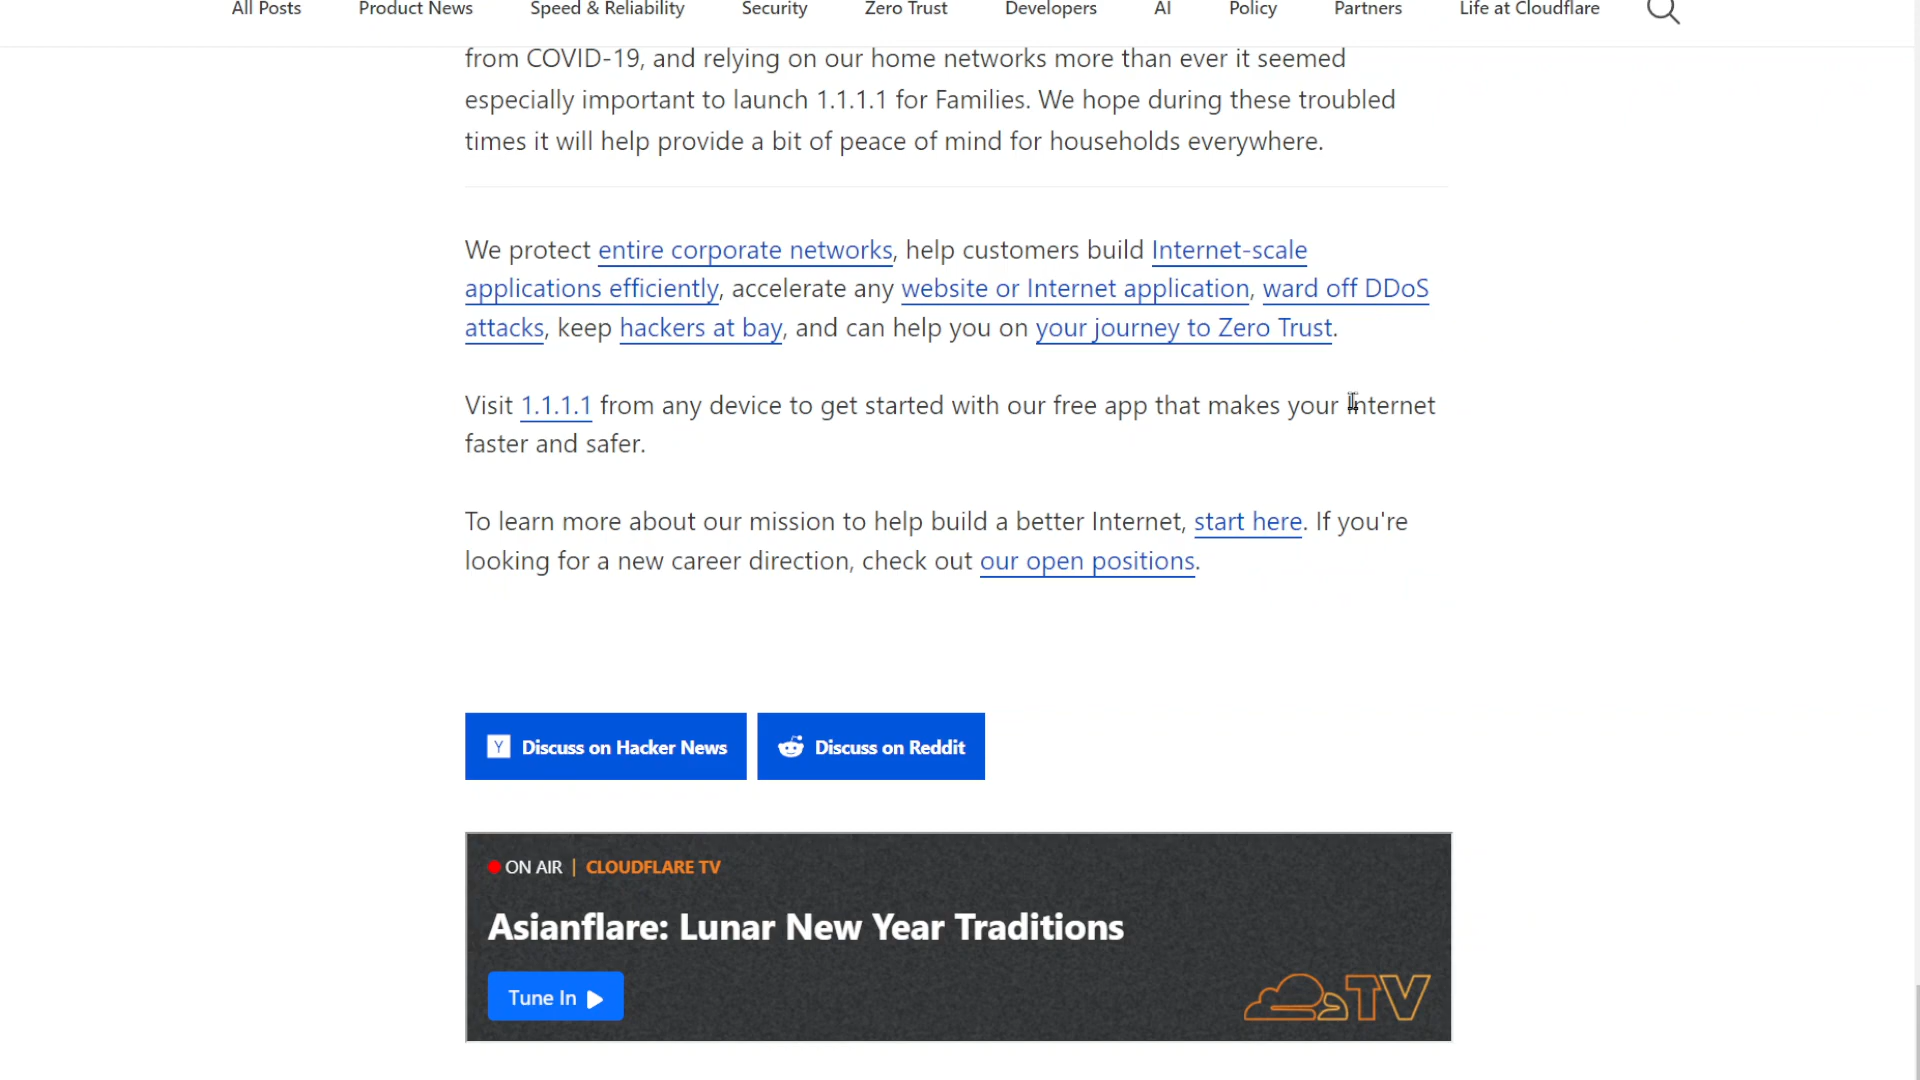 All Posts Product News Speed & Reliability Security Zero Trust Developers AI Policy Partners Life at Cloudflare
from COVID-19, and relying on our home networks more than ever it seemed
especially important to launch 1.1.1.1 for Families. We hope during these troubled
times it will help provide a bit of peace of mind for households everywhere.
We protect entire corporate networks, help customers build Internet-scale
applications efficiently, accelerate any website or Internet application, ward off DDoS
attacks, keep hackers at bay, and can help you on your journey to Zero Trust.
Visit 1.1.1.1 from any device to get started with our free app that makes your Internet
faster and safer.
To learn more about our mission to help build a better Internet, start here. If you're
looking for a new career direction, check out our open positions.
Y Discuss on Hacker News Discuss on Reddit
ON AIR | CLOUDFLARE TV
Asianflare: Lunar New Year Traditions
Tune In
TV